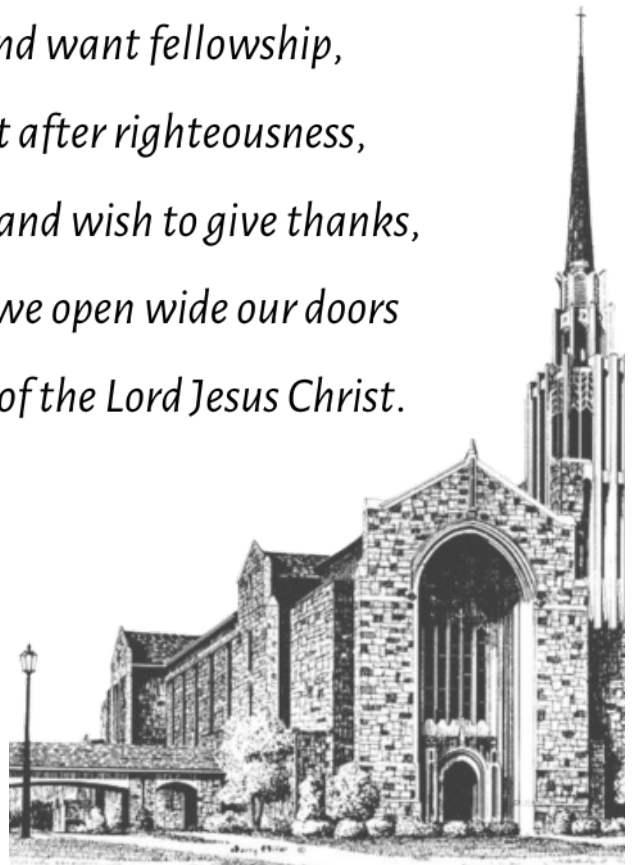 nd want fellowship,
t after righteousness,
and wish to give thanks,
we open wide our doors
of the Lord Jesus Christ.